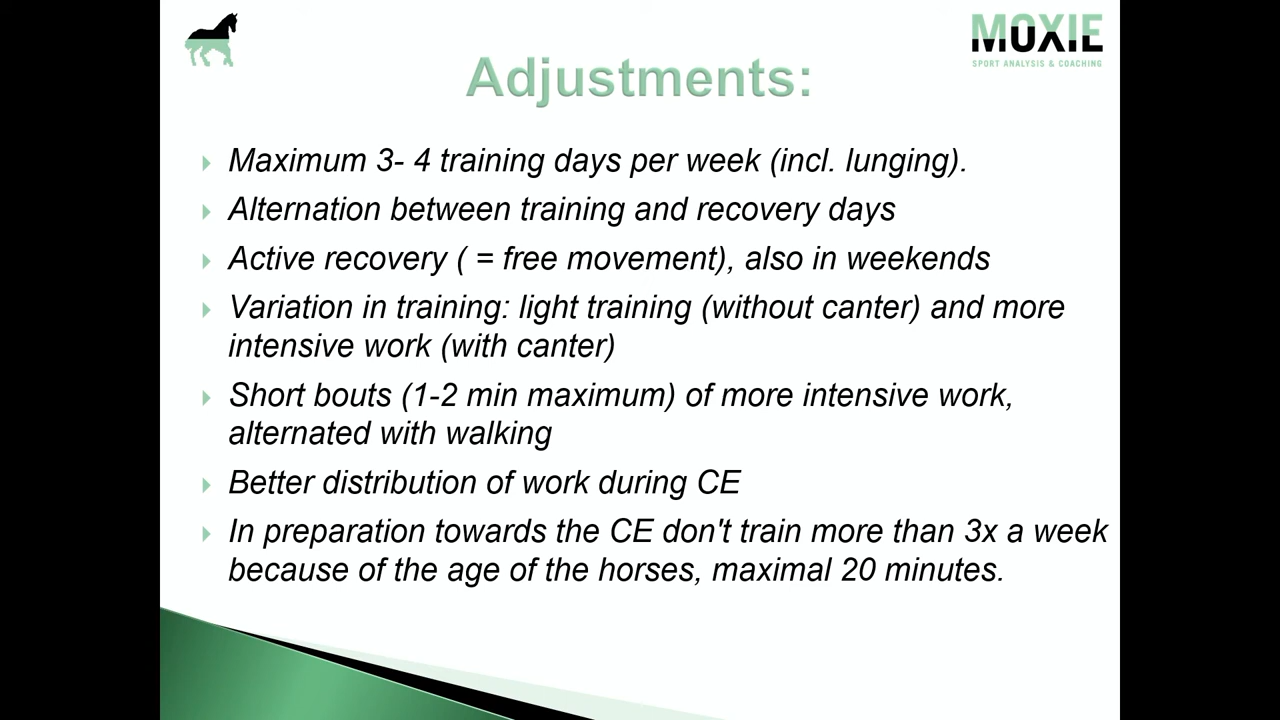 MOXIE
SPORT ANALYSIS & COACHING
Adjustments:
Maximum 3- 4 training days per week (incl. lunging).
Alternation between training and recovery days
Active recovery ( = free movement), also in weekends
Variation in training: light training (without canter) and more
intensive work (with canter)
Short bouts (1-2 min maximum) of more intensive work,
alternated with walking
Better distribution of work during CE
In preparation towards the CE don't train more than 3x a week
because of the age of the horses, maximal 20 minutes.